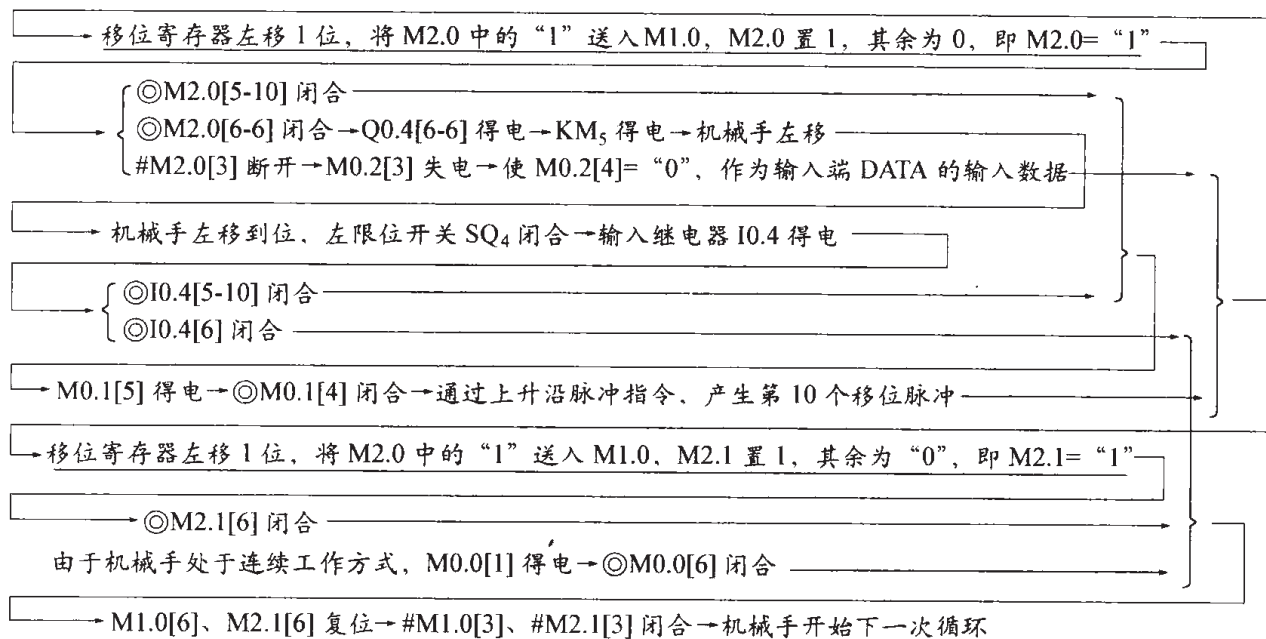 移位寄存器左移 1 位，将 M2.0 中的“1”送入M1.0，M2.0 置 1，其余为 0，即 M2.0=“1”
◎M2.0[5-10] 闭合
◎M2.0[6-6] 闭合→Q0.4[6-6] 得电→KM₅ 得电→机械手左移
#M2.0[3] 断开→M0.2[3] 失电→使 M0.2[4]=“0”，作为输入端 DATA 的输入数据
机械手左移到位，左限位开关 SQ₄ 闭合→输入继电器 I0.4 得电
◎I0.4[5-10] 闭合
◎I0.4[6] 闭合
M0.1[5] 得电→◎M0.1[4] 闭合→通过上升沿脉冲指令，产生第 10 个移位脉冲
移位寄存器左移 1 位，将 M2.0 中的“1”送入 M1.0，M2.1 置 1，其余为“0”，即 M2.1=“1”
◎M2.1[6] 闭合
由于机械手处于连续工作方式，M0.0[1] 得电→◎M0.0[6] 闭合
M1.0[6]、M2.1[6] 复位→#M1.0[3]、#M2.1[3] 闭合→机械手开始下一次循环